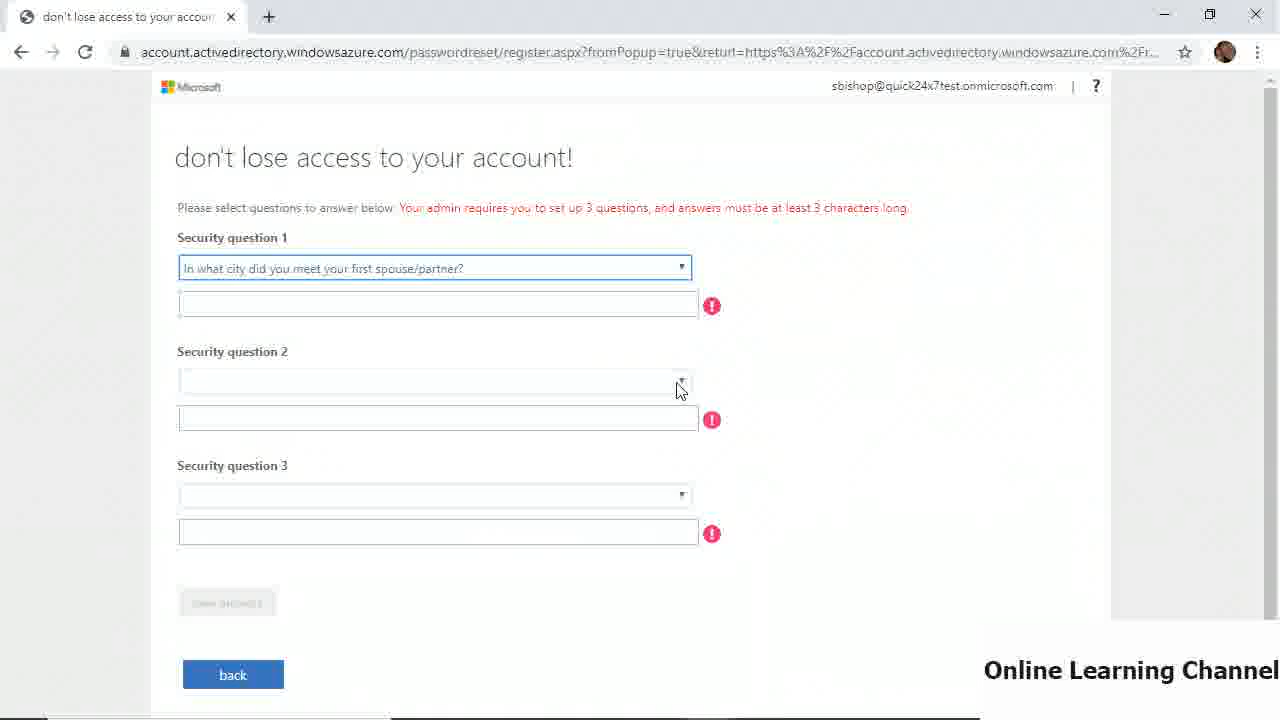 don't lose access to your accoun
account.activedirectory.windowsazure.com/passwordreset/register.aspx?fromPopup=true&returl=https%3A%2F%2Faccount.activedirectory.windowsazure.com%2Fr...
Microsoft
sbishop@quick24x7test.onmicrosoft.com | ?
don't lose access to your account!
Please select questions to answer below. Your admin requires you to set up 3 questions, and answers must be at least 3 characters long.
Security question 1
In what city did you meet your first spouse/partner?
Security question 2
Security question 3
save answers
back
Online Learning Channel